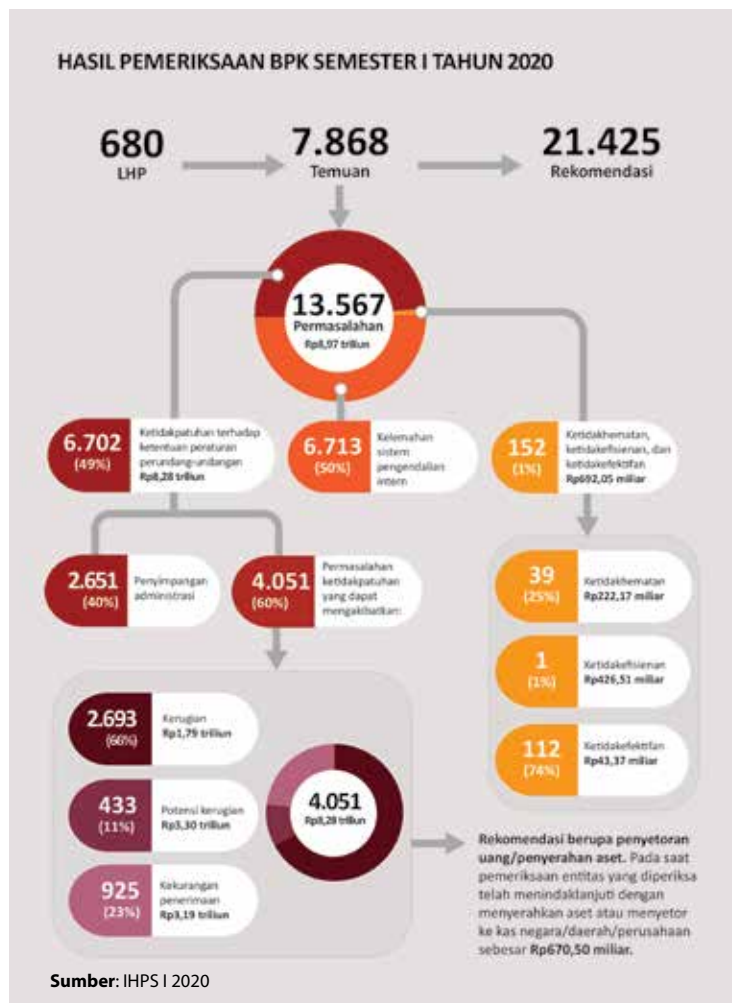 HASIL PEMERIKSAAN BPK SEMESTER I TAHUN 2020
680
LHP
7.868
Temuan
21.425
Rekomendasi
13.567
Permasalahan
Rp8,97 triliun
6.702
(49%)
Ketidakpatuhan terhadap
ketentuan peraturan
perundang-undangan
Rp8,28 triliun
6.713
(50%)
Kelemahan
sistem
pengendalian
intern
152
(1%)
Ketidakhematan,
ketidakefisienan, dan
ketidakefektifan
Rp692,05 miliar
2.651
(40%)
Penyimpangan
administrasi
4.051
(60%)
Permasalahan
ketidakpatuhan
yang dapat
mengakibatkan:
39
(25%)
Ketidakhematan
Rp222,17 miliar
1
(1%)
Ketidakefisienan
Rp426,51 miliar
112
(74%)
Ketidakefektifan
Rp43,37 miliar
2.693
(66%)
Kerugian
Rp1,79 triliun
433
(11%)
Potensi kerugian
Rp3,30 triliun
925
(23%)
Kekurangan
penerimaan
Rp3,19 triliun
4.051
Rp8,28 triliun
Rekomendasi berupa penyetoran
uang/penyerahan aset. Pada saat
pemeriksaan entitas yang diperiksa
telah menindaklanjuti dengan
menyerahkan aset atau menyetor
ke kas negara/daerah/perusahaan
sebesar Rp670,50 miliar.
Sumber: IHPS I 2020